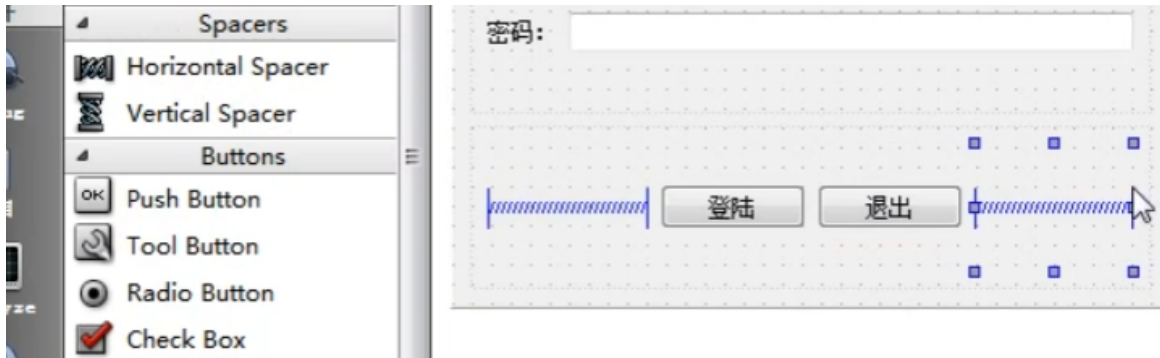 Spacers
Horizontal Spacer
Vertical Spacer
Buttons
OK
Push Button
Tool Button
Radio Button
Check Box
密码:
登陆
退出